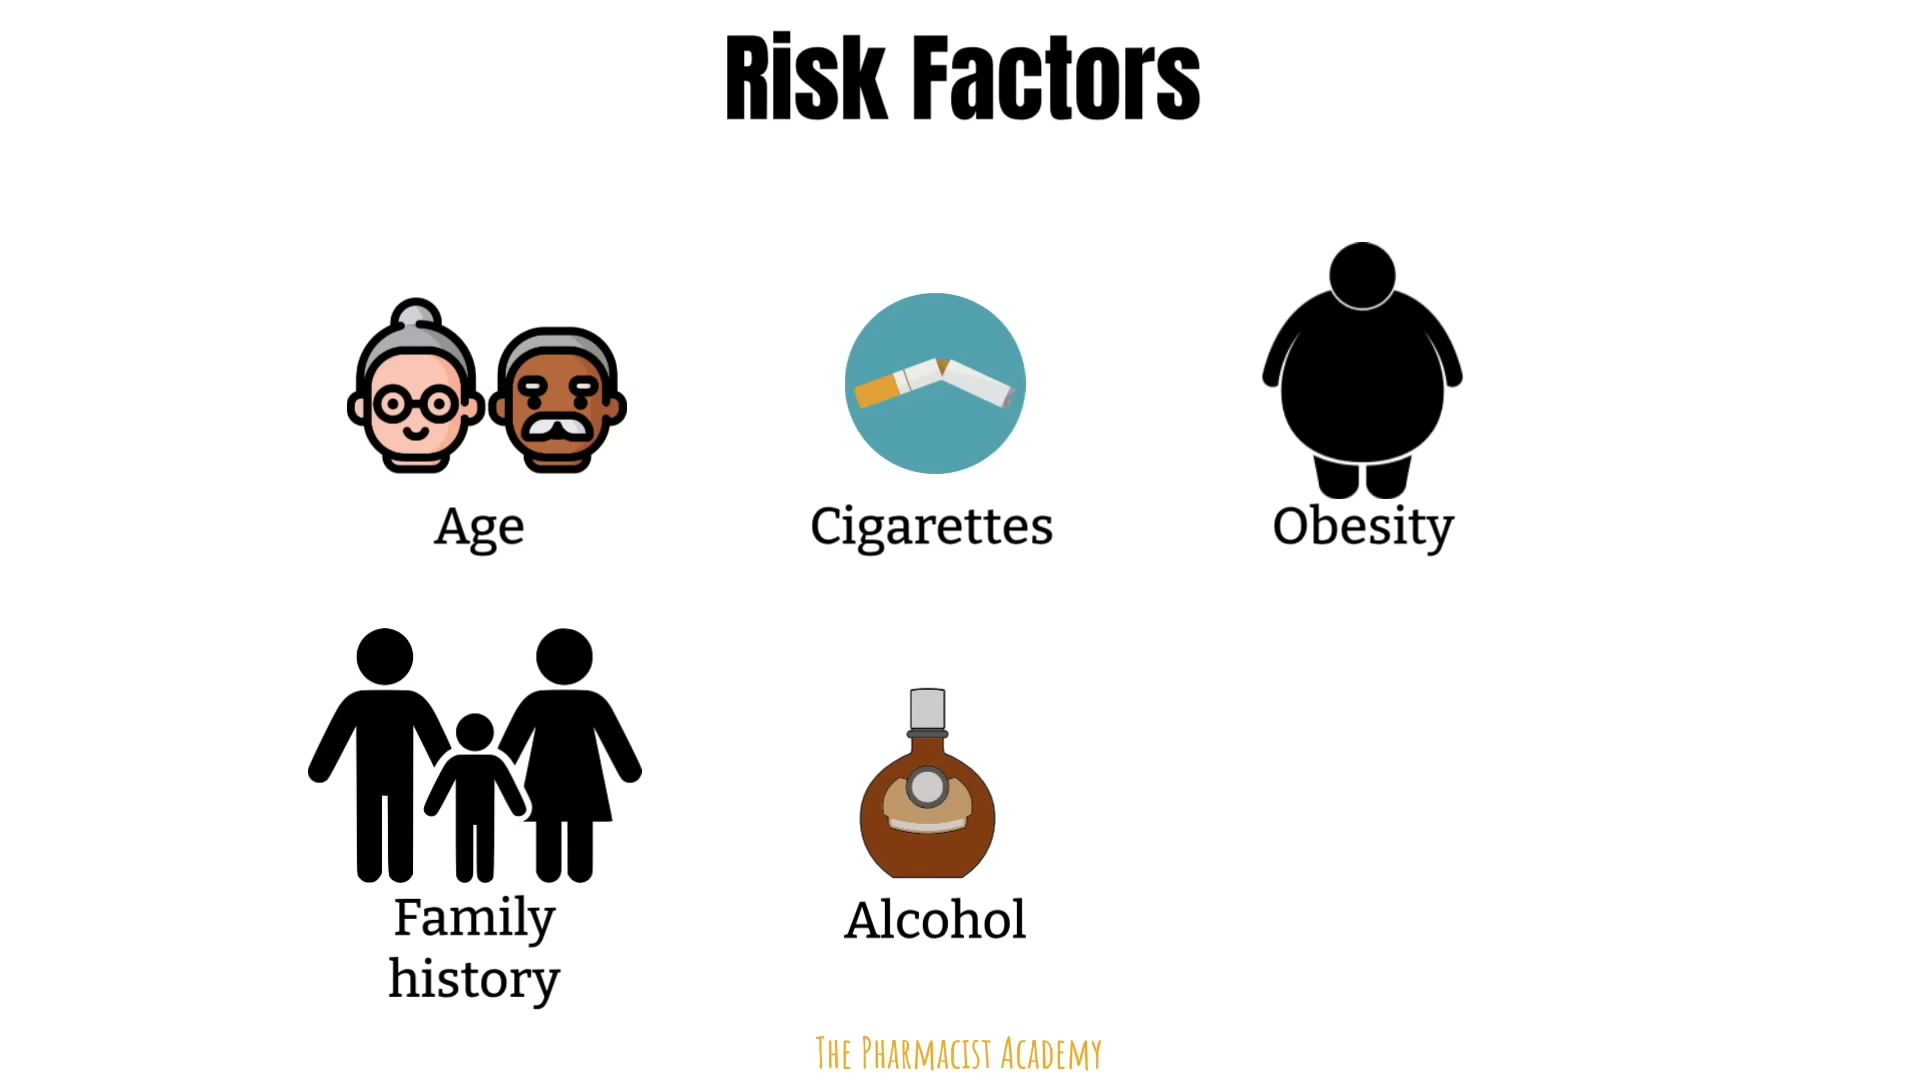 Risk Factors
Age
Cigarettes
Obesity
Family
history
Alcohol
The Pharmacist Academy